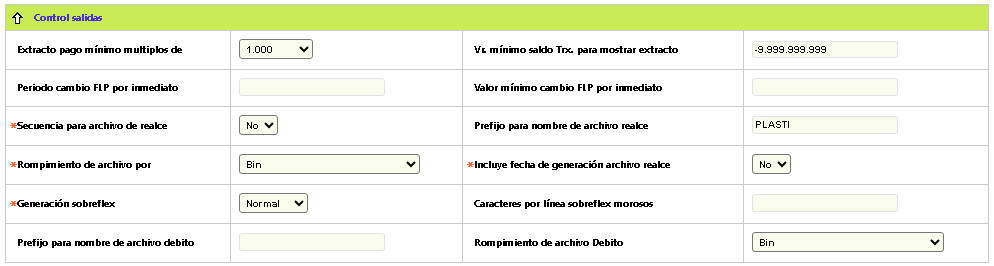 Control salidas
Extracto pago mínimo multiplos de 1.000 Vr. mínimo saldo Trx. para mostrar extracto -9.999.999.999
Periodo cambio FLP por inmediato Valor mínimo cambio FLP por inmediato
*Secuencia para archivo de realce No Prefijo para nombre de archivo realce PLASTI
*Rompimiento de archivo por Bin *Incluye fecha de generación archivo realce No
*Generación sobreflex Normal Caracteres por línea sobreflex morosos
Prefijo para nombre de archivo debito Rompimiento de archivo Debito Bin